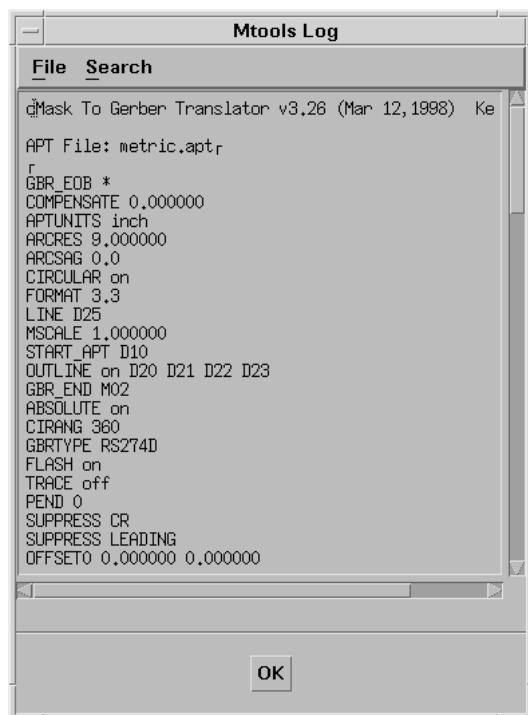 Mtools Log
File Search
qMask To Gerber Translator v3.26 (Mar 12,1998) Ke
APT File: metric.aptr
r
GBR_EOB *
COMPENSATE 0.000000
APTUNITS inch
ARCRES 9.000000
ARCSAG 0.0
CIRCULAR on
FORMAT 3.3
LINE D25
MSCALE 1.000000
START_APT D10
OUTLINE on D20 D21 D22 D23
GBR_END M02
ABSOLUTE on
CIRANG 360
GBRTYPE RS274D
FLASH on
TRACE off
PEND 0
SUPPRESS CR
SUPPRESS LEADING
OFFSET0 0.000000 0.000000
OK